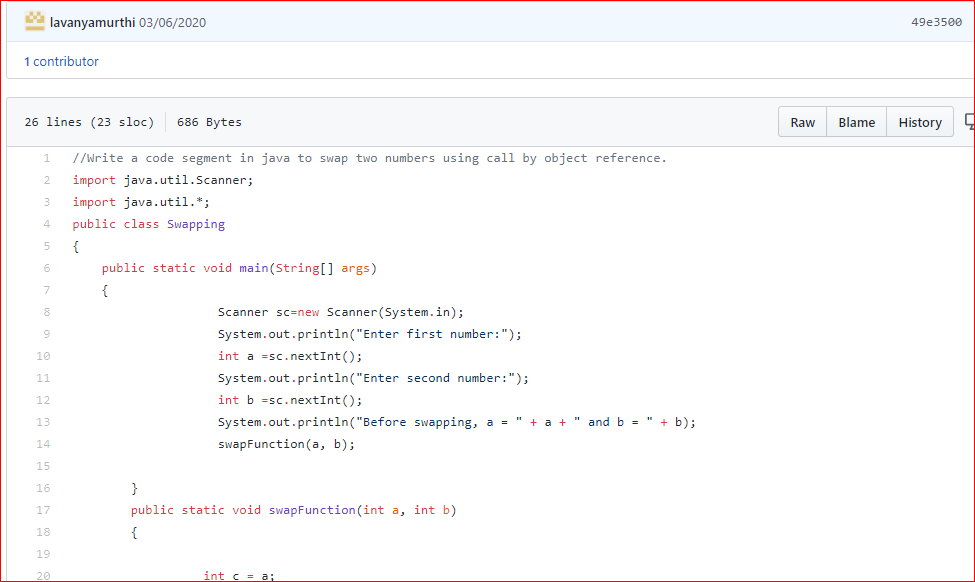 lavanyamurthi 03/06/2020 49e3500
1 contributor
26 lines (23 sloc) 686 Bytes Raw Blame History
1 //Write a code segment in java to swap two numbers using call by object reference.
2 import java.util.Scanner;
3 import java.util.*;
4 public class Swapping
5 {
6 public static void main(String[] args)
7 {
8 Scanner sc=new Scanner(System.in);
9 System.out.println("Enter first number:");
10 int a =sc.nextInt();
11 System.out.println("Enter second number:");
12 int b =sc.nextInt();
13 System.out.println("Before swapping, a = " + a + " and b = " + b);
14 swapFunction(a, b);
15
16 }
17 public static void swapFunction(int a, int b)
18 {
19
20 int c = a;